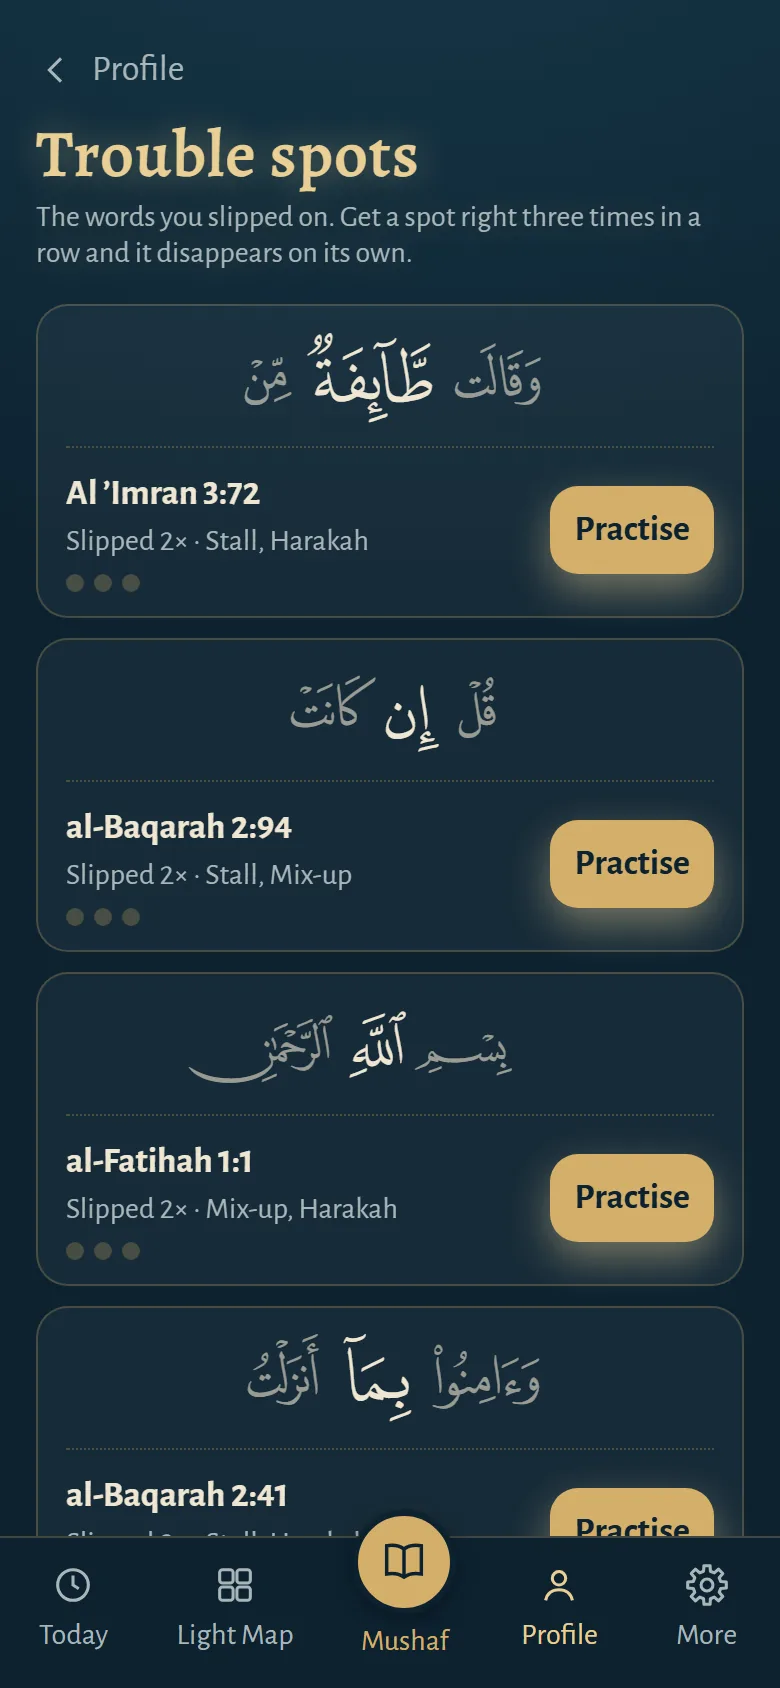 Profile
Trouble spots
The words you slipped on. Get a spot right three times in a
row and it disappears on its own.
وَقَالَت طَّآئِفَةٌ مِّنْ
Al ’Imran 3:72
Slipped 2× · Stall, Harakah
Practise
قُلْ إِن كَانَتْ
al-Baqarah 2:94
Slipped 2× · Stall, Mix-up
Practise
بِسْمِ ٱللَّهِ ٱلرَّحْمَٰنِ
al-Fatihah 1:1
Slipped 2× · Mix-up, Harakah
Practise
وَءَامِنُوا۟ بِمَآ أَنزَلْتُ
al-Baqarah 2:41
Practise
Today
Light Map
Mushaf
Profile
More